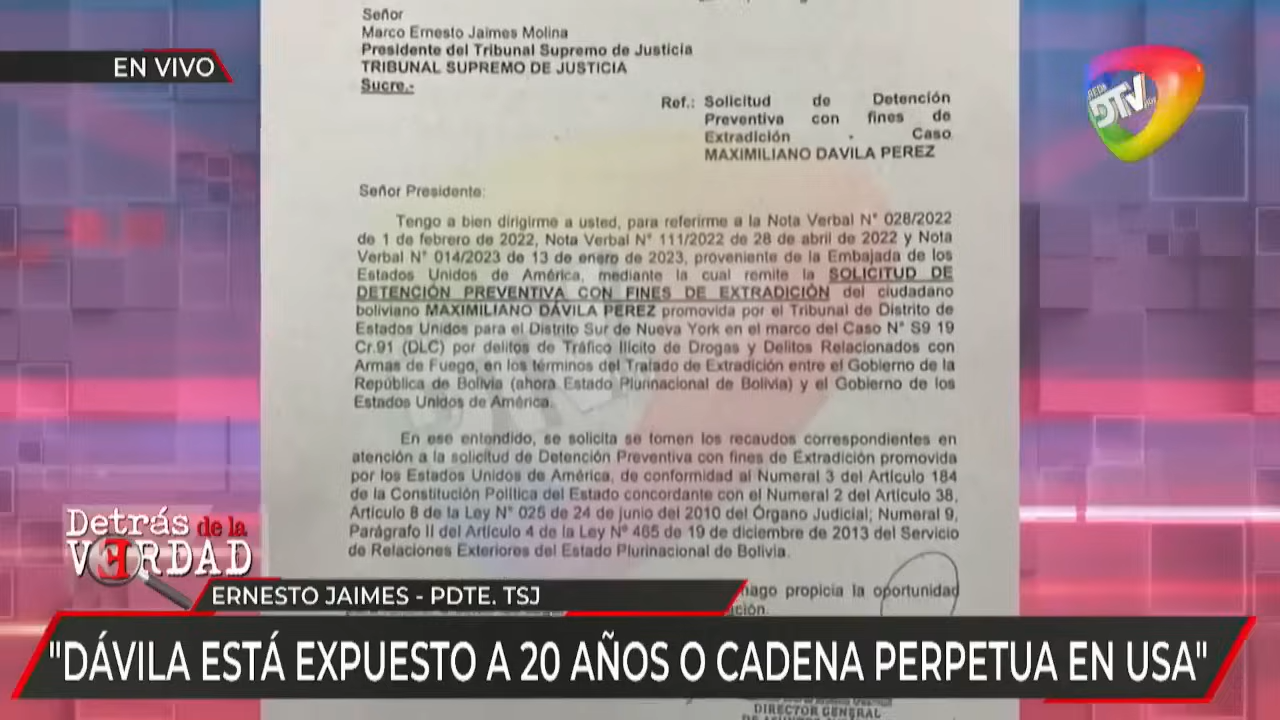 Señor
Marco Ernesto Jaimes Molina
Presidente del Tribunal Supremo de Justicia
TRIBUNAL SUPREMO DE JUSTICIA
Sucre.-
EN VIVO
RED
DTV
Ref.: Solicitud de Detención
Preventiva con fines de
Extradición - Caso
MAXIMILIANO DAVILA PEREZ
Señor Presidente:
Tengo a bien dirigirme a usted, para referirme a la Nota Verbal N° 028/2022
de 1 de febrero de 2022, Nota Verbal N° 111/2022 de 28 de abril de 2022 y Nota
Verbal N° 014/2023 de 13 de enero de 2023, proveniente de la Embajada de los
Estados Unidos de América, mediante la cual remite la SOLICITUD DE
DETENCIÓN PREVENTIVA CON FINES DE EXTRADICIÓN del ciudadano
boliviano MAXIMILIANO DÁVILA PEREZ promovida por el Tribunal de Distrito de
Estados Unidos para el Distrito Sur de Nueva York en el marco del Caso N° S9 19
Cr.91 (DLC) por delitos de Tráfico Ilícito de Drogas y Delitos Relacionados con
Armas de Fuego, en los términos del Tratado de Extradición entre el Gobierno de la
República de Bolivia (ahora Estado Plurinacional de Bolivia) y el Gobierno de los
Estados Unidos de América.
En ese entendido, se solicita se tomen los recaudos correspondientes en
atención a la solicitud de Detención Preventiva con fines de Extradición promovida
por los Estados Unidos de América, de conformidad al Numeral 3 del Artículo 184
de la Constitución Política del Estado concordante con el Numeral 2 del Artículo 38,
Artículo 8 de la Ley N° 025 de 24 de junio del 2010 del Órgano Judicial; Numeral 9,
Parágrafo II del Artículo 4 de la Ley N° 465 de 19 de diciembre de 2013 del Servicio
de Relaciones Exteriores del Estado Plurinacional de Bolivia.
hago propicia la oportunidad
Detrás de la
VERDAD
ERNESTO JAIMES - PDTE. TSJ
"DÁVILA ESTÁ EXPUESTO A 20 AÑOS O CADENA PERPETUA EN USA"
DIRECTOR GENERAL